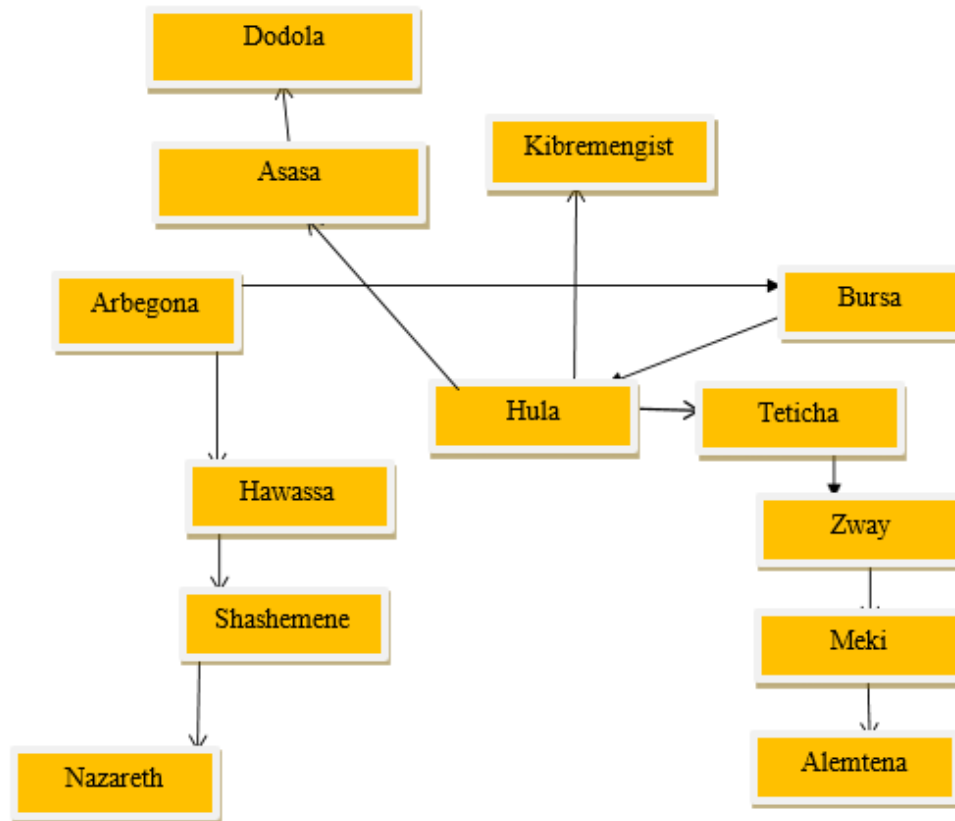 Dodola
Kibremengist
Asasa
Arbegona
Bursa
Hula
Teticha
Hawassa
Zway
Shashemene
Meki
Nazareth
Alemtena